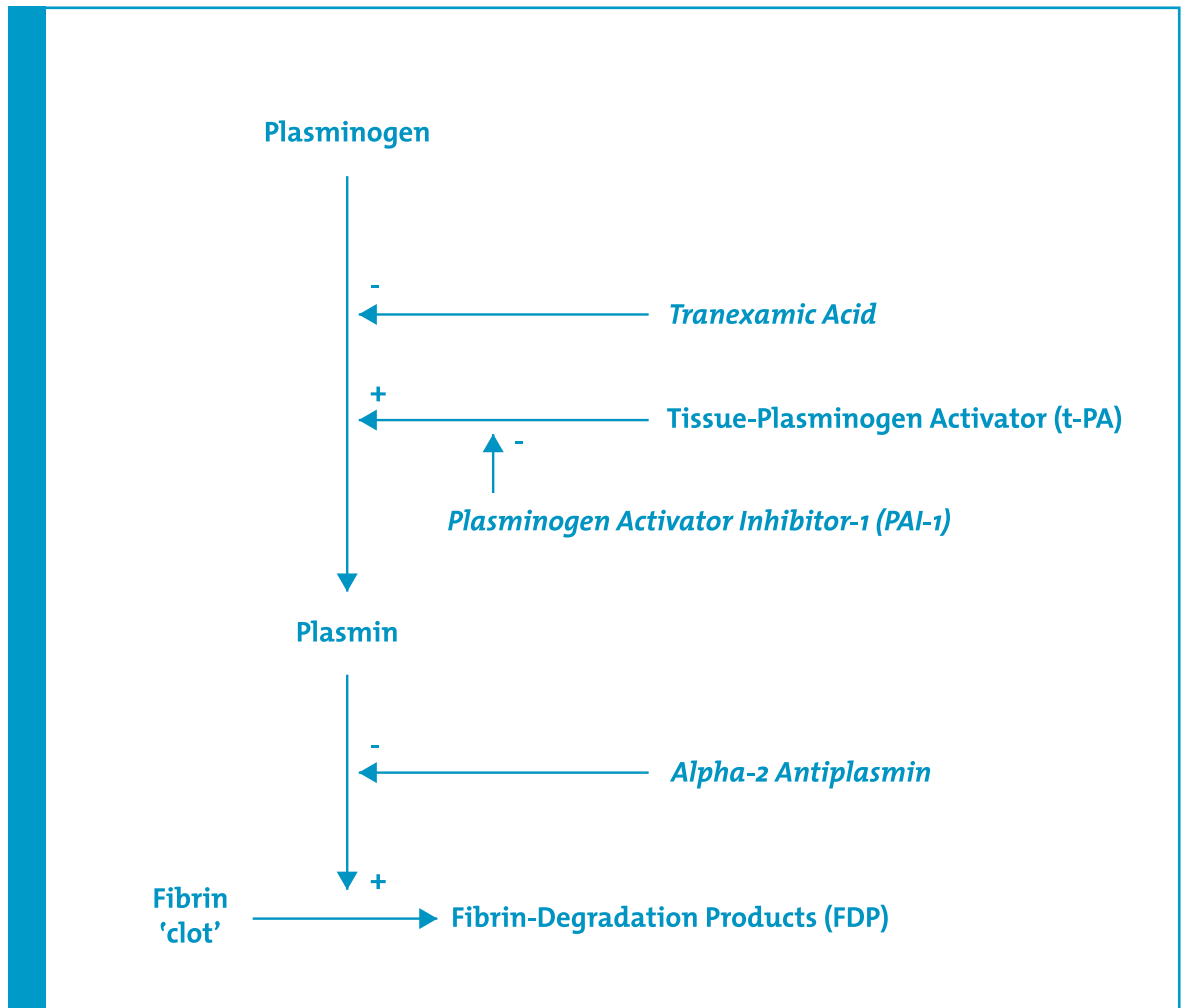 Plasminogen
-
Tranexamic Acid
+
Tissue-Plasminogen Activator (t-PA)
-
Plasminogen Activator Inhibitor-1 (PAI-1)
Plasmin
-
Alpha-2 Antiplasmin
+
Fibrin
‘clot’
Fibrin-Degradation Products (FDP)